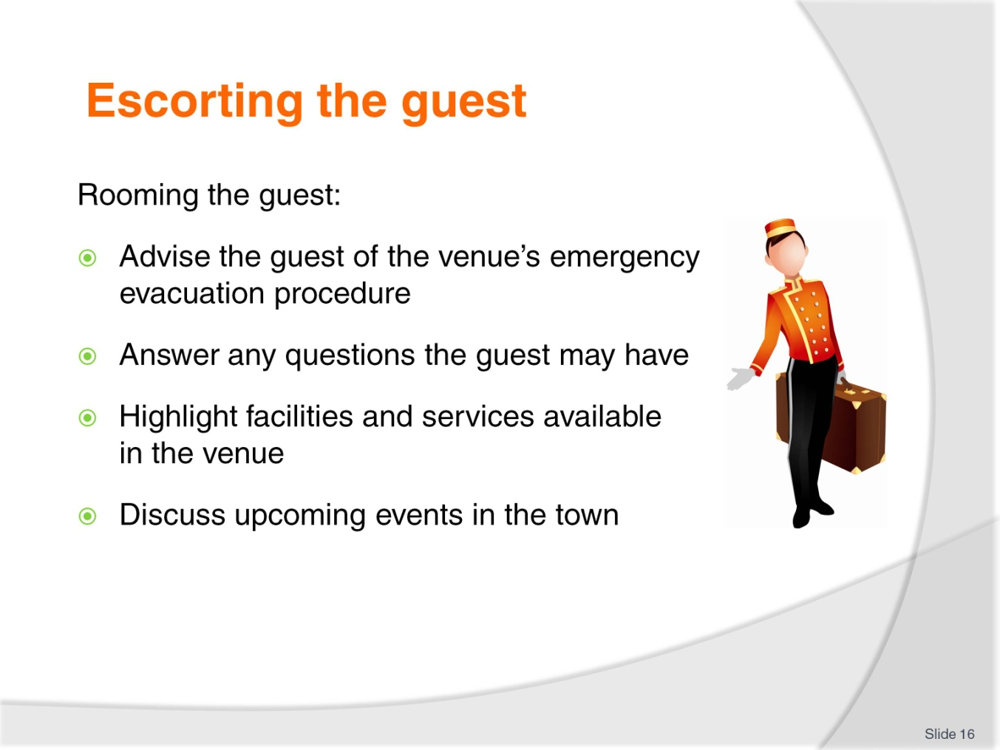 Escorting the guest
Rooming the guest:
Advise the guest of the venue’s emergency
evacuation procedure
Answer any questions the guest may have
Highlight facilities and services available
in the venue
Discuss upcoming events in the town
Slide 16